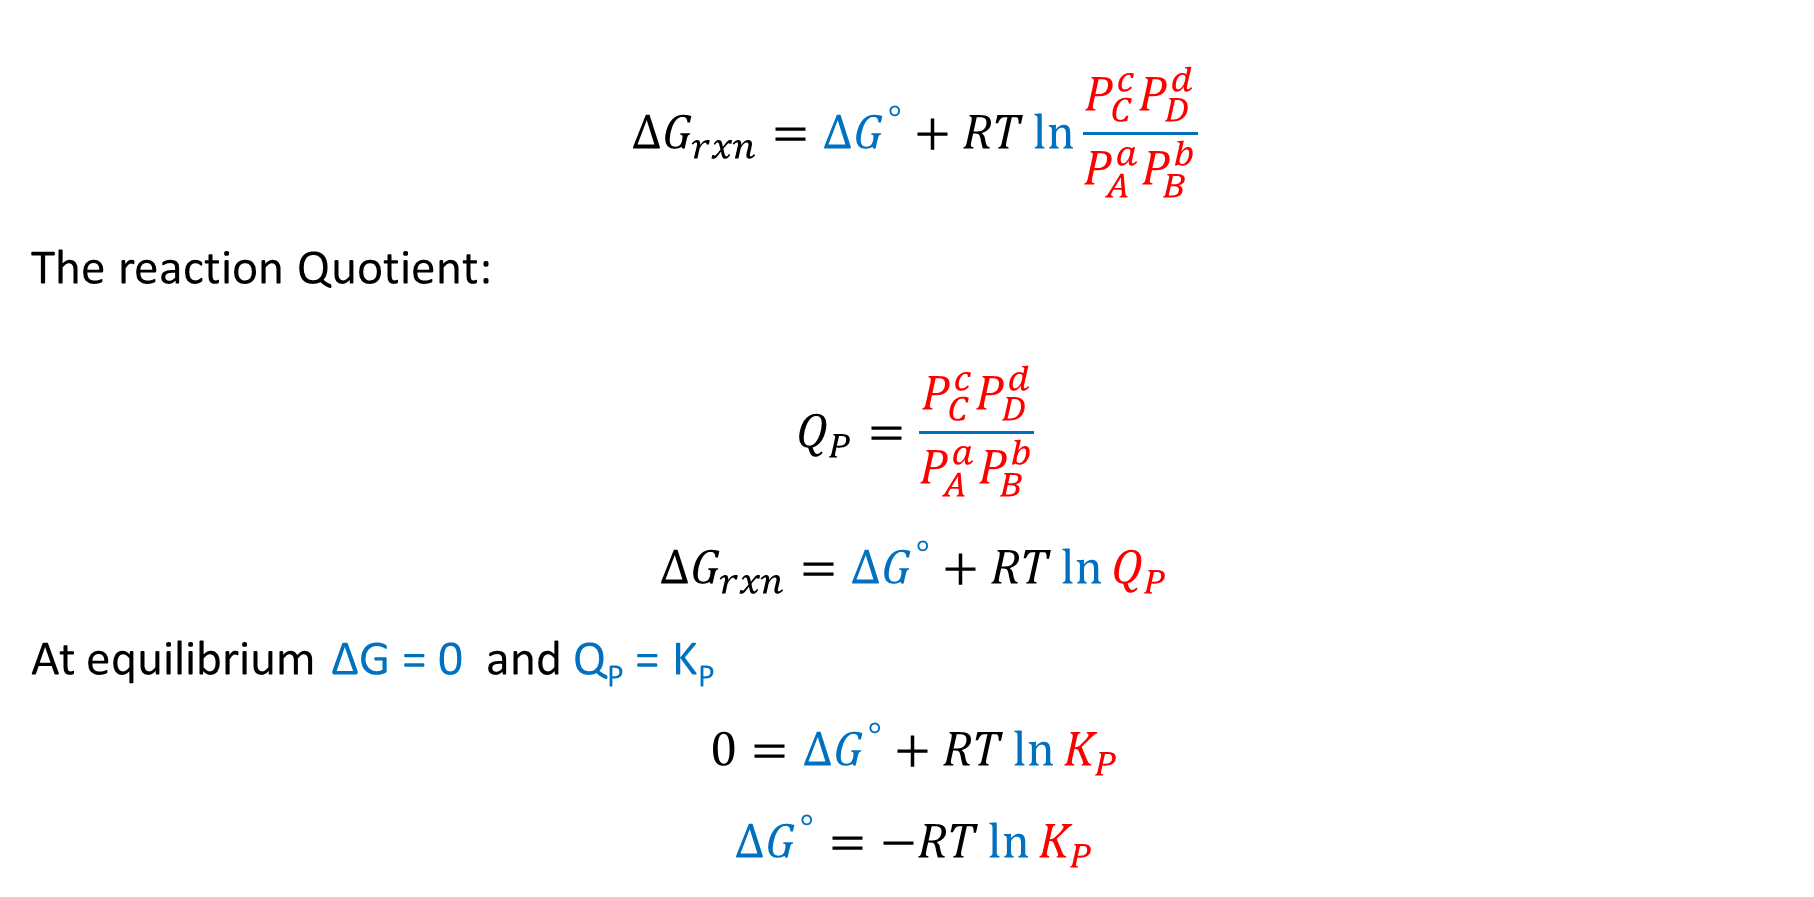 ΔG_rxn = ΔG° + RT ln (P_C^c P_D^d)/(P_A^a P_B^b)
The reaction Quotient:
Q_P = (P_C^c P_D^d)/(P_A^a P_B^b)
ΔG_rxn = ΔG° + RT ln Q_P
At equilibrium ΔG = 0 and Q_P = K_P
0 = ΔG° + RT ln K_P
ΔG° = −RT ln K_P